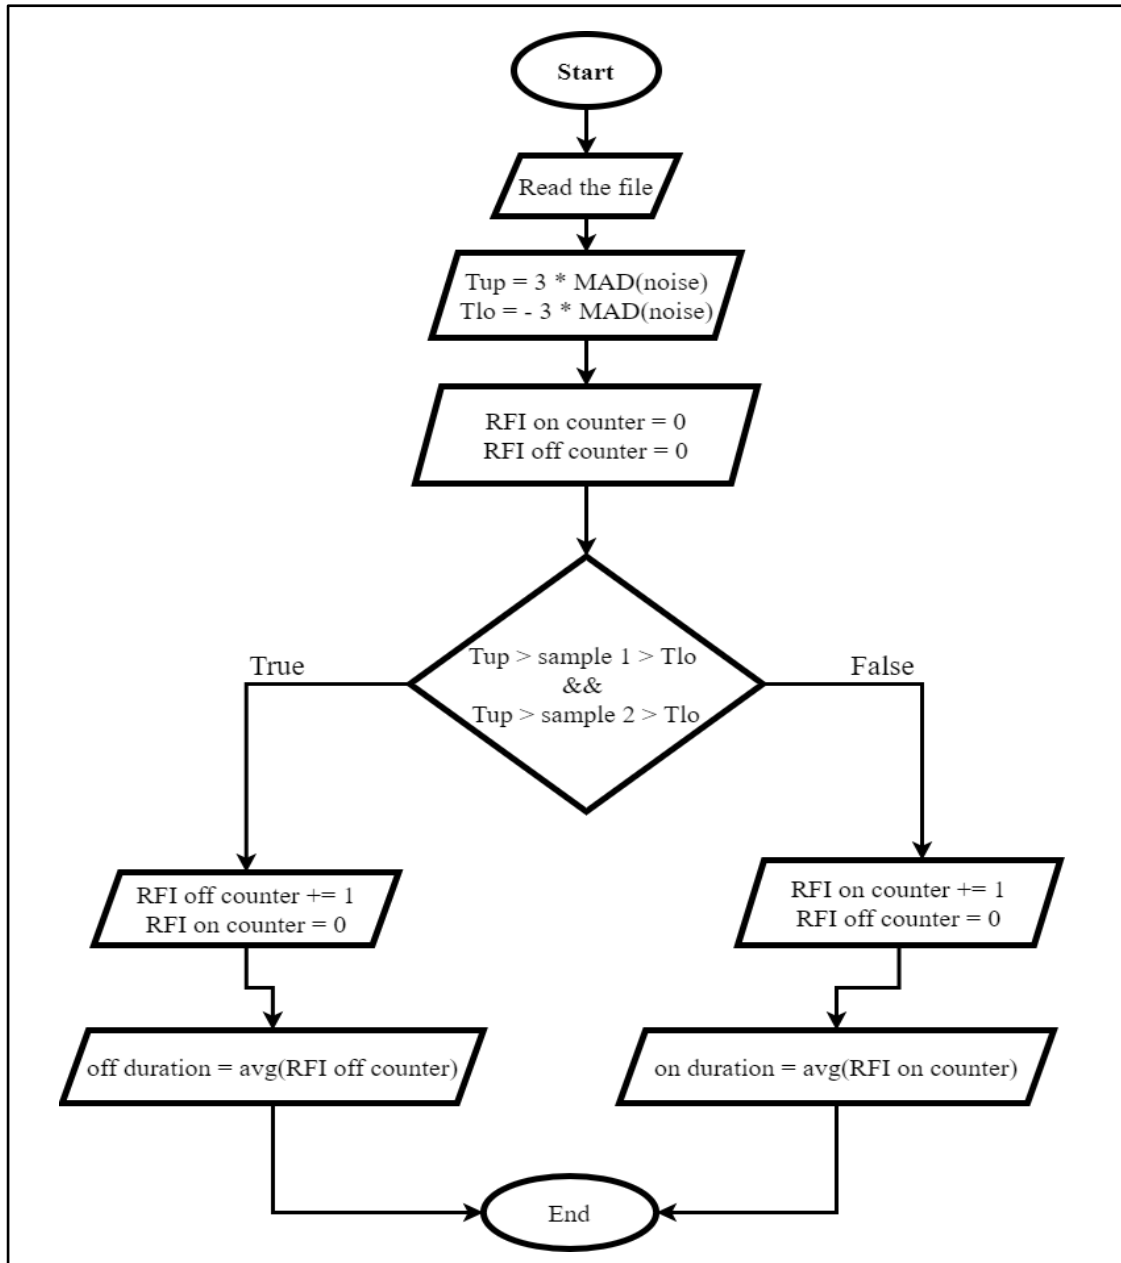 Start
Read the file
Tup = 3 * MAD(noise)
Tlo = - 3 * MAD(noise)
RFI on counter = 0
RFI off counter = 0
Tup > sample 1 > Tlo
&&
Tup > sample 2 > Tlo
True
False
RFI off counter += 1
RFI on counter = 0
RFI on counter += 1
RFI off counter = 0
off duration = avg(RFI off counter)
on duration = avg(RFI on counter)
End